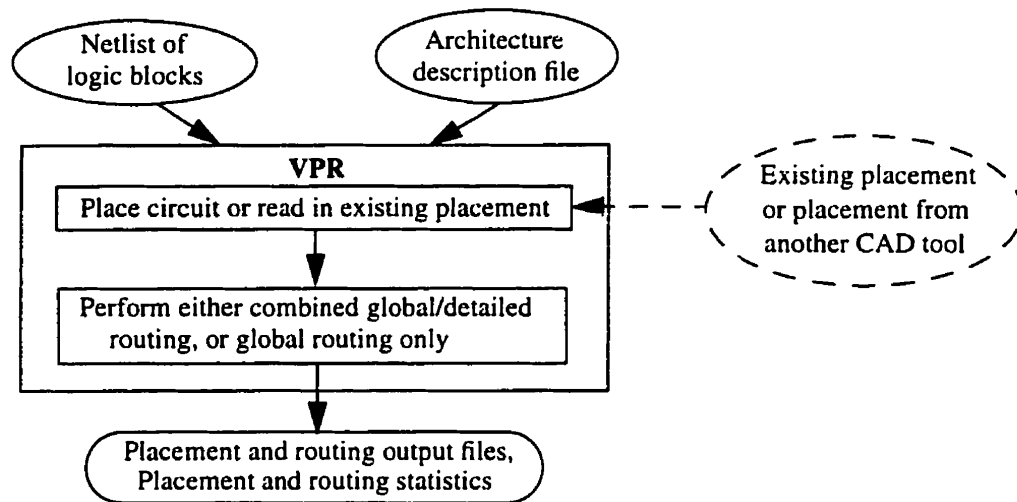 Netlist of
logic blocks
Architecture
description file
VPR
Place circuit or read in existing placement
Existing placement
or placement from
another CAD tool
Perform either combined global/detailed
routing, or global routing only
Placement and routing output files,
Placement and routing statistics